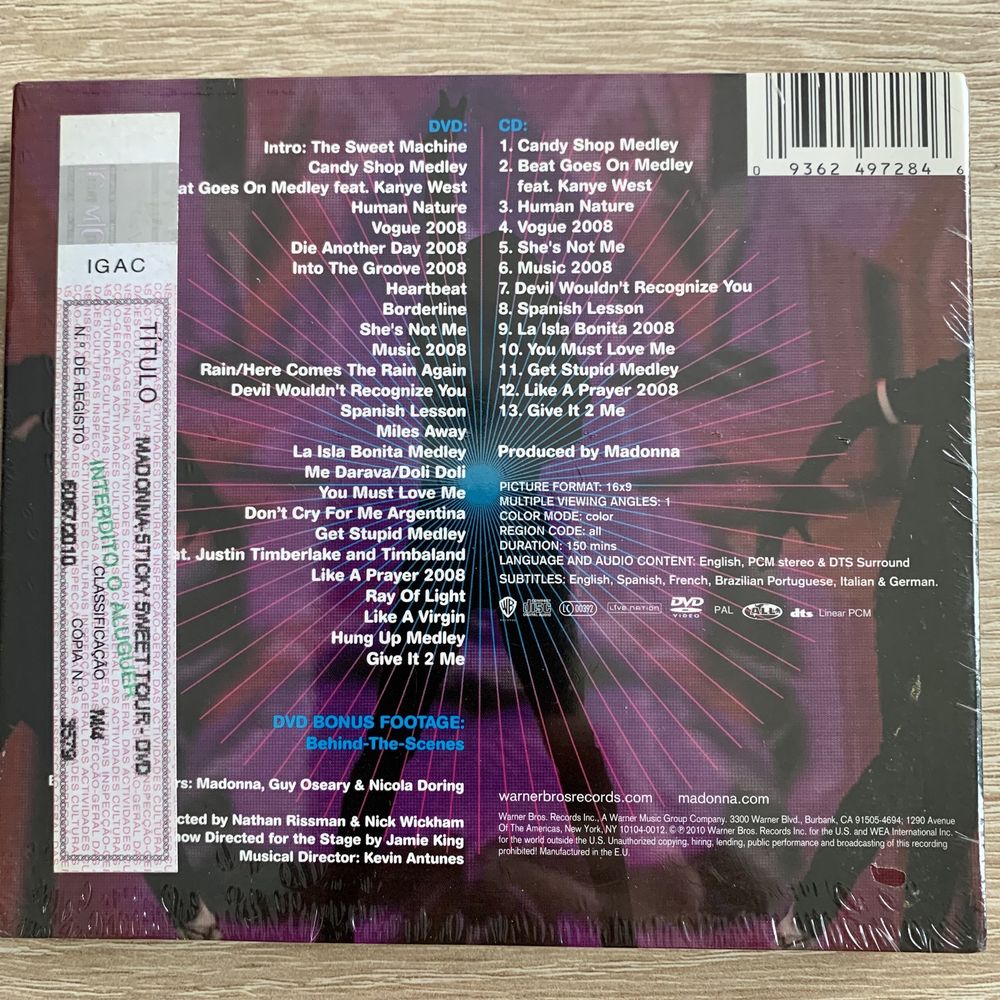 DVD:
Intro: The Sweet Machine
Candy Shop Medley
at Goes On Medley feat. Kanye West
Human Nature
Vogue 2008
Die Another Day 2008
Into The Groove 2008
Heartbeat
Borderline
She's Not Me
Music 2008
Rain/Here Comes The Rain Again
Devil Wouldn't Recognize You
Spanish Lesson
Miles Away
La Isla Bonita Medley
Me Darava/Doli Doli
You Must Love Me
Don't Cry For Me Argentina
Get Stupid Medley
at. Justin Timberlake and Timbaland
Like A Prayer 2008
Ray Of Light
Like A Virgin
Hung Up Medley
Give It 2 Me
DVD BONUS FOOTAGE:
Behind-The-Scenes
rs: Madonna, Guy Oseary & Nicola Doring
cted by Nathan Rissman & Nick Wickham
how Directed for the Stage by Jamie King
Musical Director: Kevin Antunes
CD:
1. Candy Shop Medley
2. Beat Goes On Medley
feat. Kanye West
3. Human Nature
4. Vogue 2008
5. She's Not Me
6. Music 2008
7. Devil Wouldn't Recognize You
8. Spanish Lesson
9. La Isla Bonita 2008
10. You Must Love Me
11. Get Stupid Medley
12. Like A Prayer 2008
13. Give It 2 Me
Produced by Madonna
PICTURE FORMAT: 16x9
MULTIPLE VIEWING ANGLES: 1
COLOR MODE: color
REGION CODE: all
DURATION: 150 mins
LANGUAGE AND AUDIO CONTENT: English, PCM stereo & DTS Surround
SUBTITLES: English, Spanish, French, Brazilian Portuguese, Italian & German.
WB COMPACT disc DIGITAL AUDIO LC 00392 LIVE NATION DVD VIDEO PAL ALL dts Linear PCM
warnerbrosrecords.com madonna.com
Warner Bros. Records Inc., A Warner Music Group Company. 3300 Warner Blvd., Burbank, CA 91505-4694; 1290 Avenue
Of The Americas, New York, NY 10104-0012. © ℗ 2010 Warner Bros. Records Inc. for the U.S. and WEA International Inc.
for the world outside the U.S. Unauthorized copying, hiring, lending, public performance and broadcasting of this recording
prohibited! Manufactured in the E.U.
0 9362 497284 6
IGAC
TÍTULO MADONNA-STICKY SWEET TOUR - DVD
INTERDITO O ALUGUER
CLASSIFICAÇÃO M/4
N.º DE REGISTO 6087/2010 CÓPIA N.º 3573